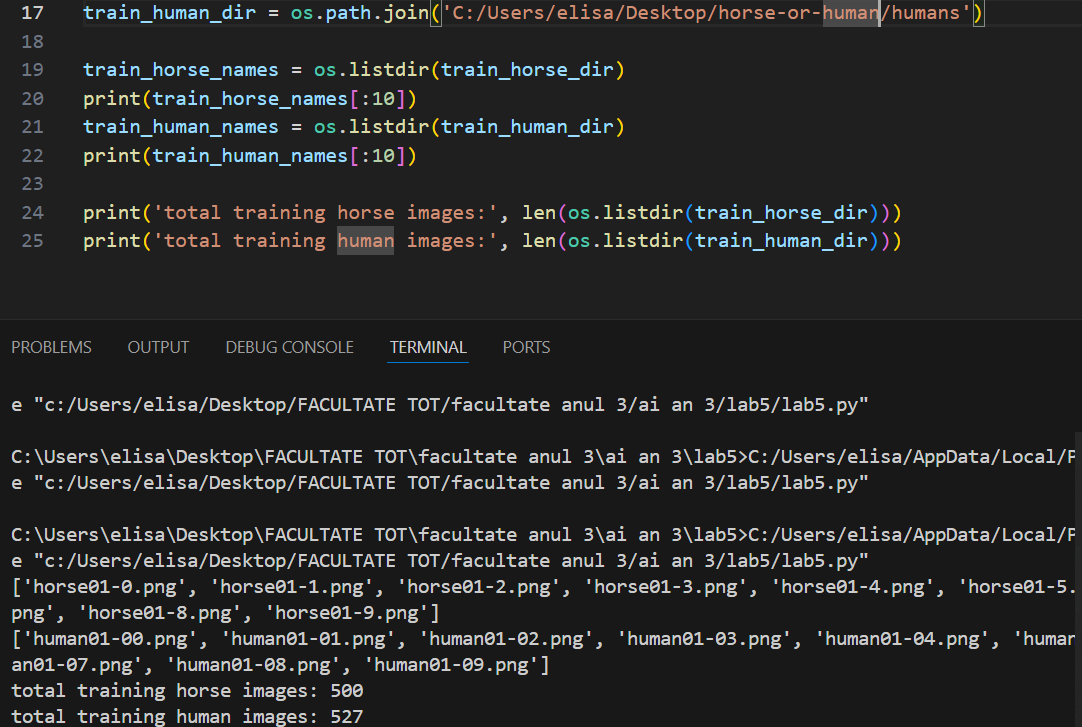 17 train_human_dir = os.path.join('C:/Users/elisa/Desktop/horse-or-human/humans')
18
19 train_horse_names = os.listdir(train_horse_dir)
20 print(train_horse_names[:10])
21 train_human_names = os.listdir(train_human_dir)
22 print(train_human_names[:10])
23
24 print('total training horse images:', len(os.listdir(train_horse_dir)))
25 print('total training human images:', len(os.listdir(train_human_dir)))
PROBLEMS OUTPUT DEBUG CONSOLE TERMINAL PORTS
e "c:/Users/elisa/Desktop/FACULTATE TOT/facultate anul 3/ai an 3/lab5/lab5.py"
C:\Users\elisa\Desktop\FACULTATE TOT\facultate anul 3\ai an 3\lab5>C:/Users/elisa/AppData/Local/P
e "c:/Users/elisa/Desktop/FACULTATE TOT/facultate anul 3/ai an 3/lab5/lab5.py"
C:\Users\elisa\Desktop\FACULTATE TOT\facultate anul 3\ai an 3\lab5>C:/Users/elisa/AppData/Local/P
e "c:/Users/elisa/Desktop/FACULTATE TOT/facultate anul 3/ai an 3/lab5/lab5.py"
['horse01-0.png', 'horse01-1.png', 'horse01-2.png', 'horse01-3.png', 'horse01-4.png', 'horse01-5.
png', 'horse01-8.png', 'horse01-9.png']
['human01-00.png', 'human01-01.png', 'human01-02.png', 'human01-03.png', 'human01-04.png', 'human
an01-07.png', 'human01-08.png', 'human01-09.png']
total training horse images: 500
total training human images: 527